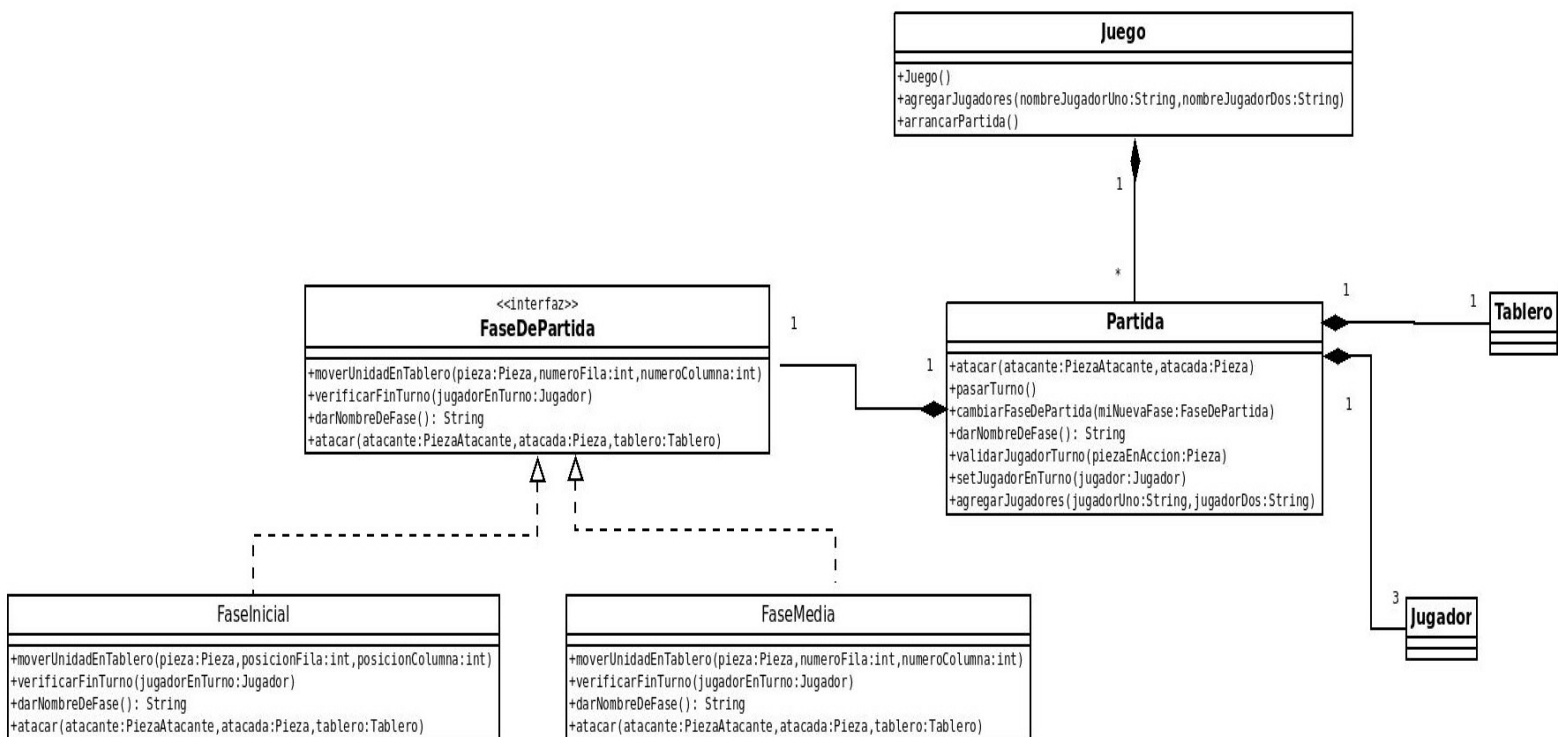 Juego
+Juego()
+agregarJugadores(nombreJugadorUno:String,nombreJugadorDos:String)
+arrancarPartida()
1
*
<<interfaz>>
FaseDePartida
+moverUnidadEnTablero(pieza:Pieza,numeroFila:int,numeroColumna:int)
+verificarFinTurno(jugadorEnTurno:Jugador)
+darNombreDeFase(): String
+atacar(atacante:PiezaAtacante,atacada:Pieza,tablero:Tablero)
1
1
Partida
+atacar(atacante:PiezaAtacante,atacada:Pieza)
+pasarTurno()
+cambiarFaseDePartida(miNuevaFase:FaseDePartida)
+darNombreDeFase(): String
+validarJugadorTurno(piezaEnAccion:Pieza)
+setJugadorEnTurno(jugador:Jugador)
+agregarJugadores(jugadorUno:String,jugadorDos:String)
1
1
Tablero
1
3
Jugador
FaseInicial
+moverUnidadEnTablero(pieza:Pieza,posicionFila:int,posicionColumna:int)
+verificarFinTurno(jugadorEnTurno:Jugador)
+darNombreDeFase(): String
+atacar(atacante:PiezaAtacante,atacada:Pieza,tablero:Tablero)
FaseMedia
+moverUnidadEnTablero(pieza:Pieza,numeroFila:int,numeroColumna:int)
+verificarFinTurno(jugadorEnTurno:Jugador)
+darNombreDeFase(): String
+atacar(atacante:PiezaAtacante,atacada:Pieza,tablero:Tablero)